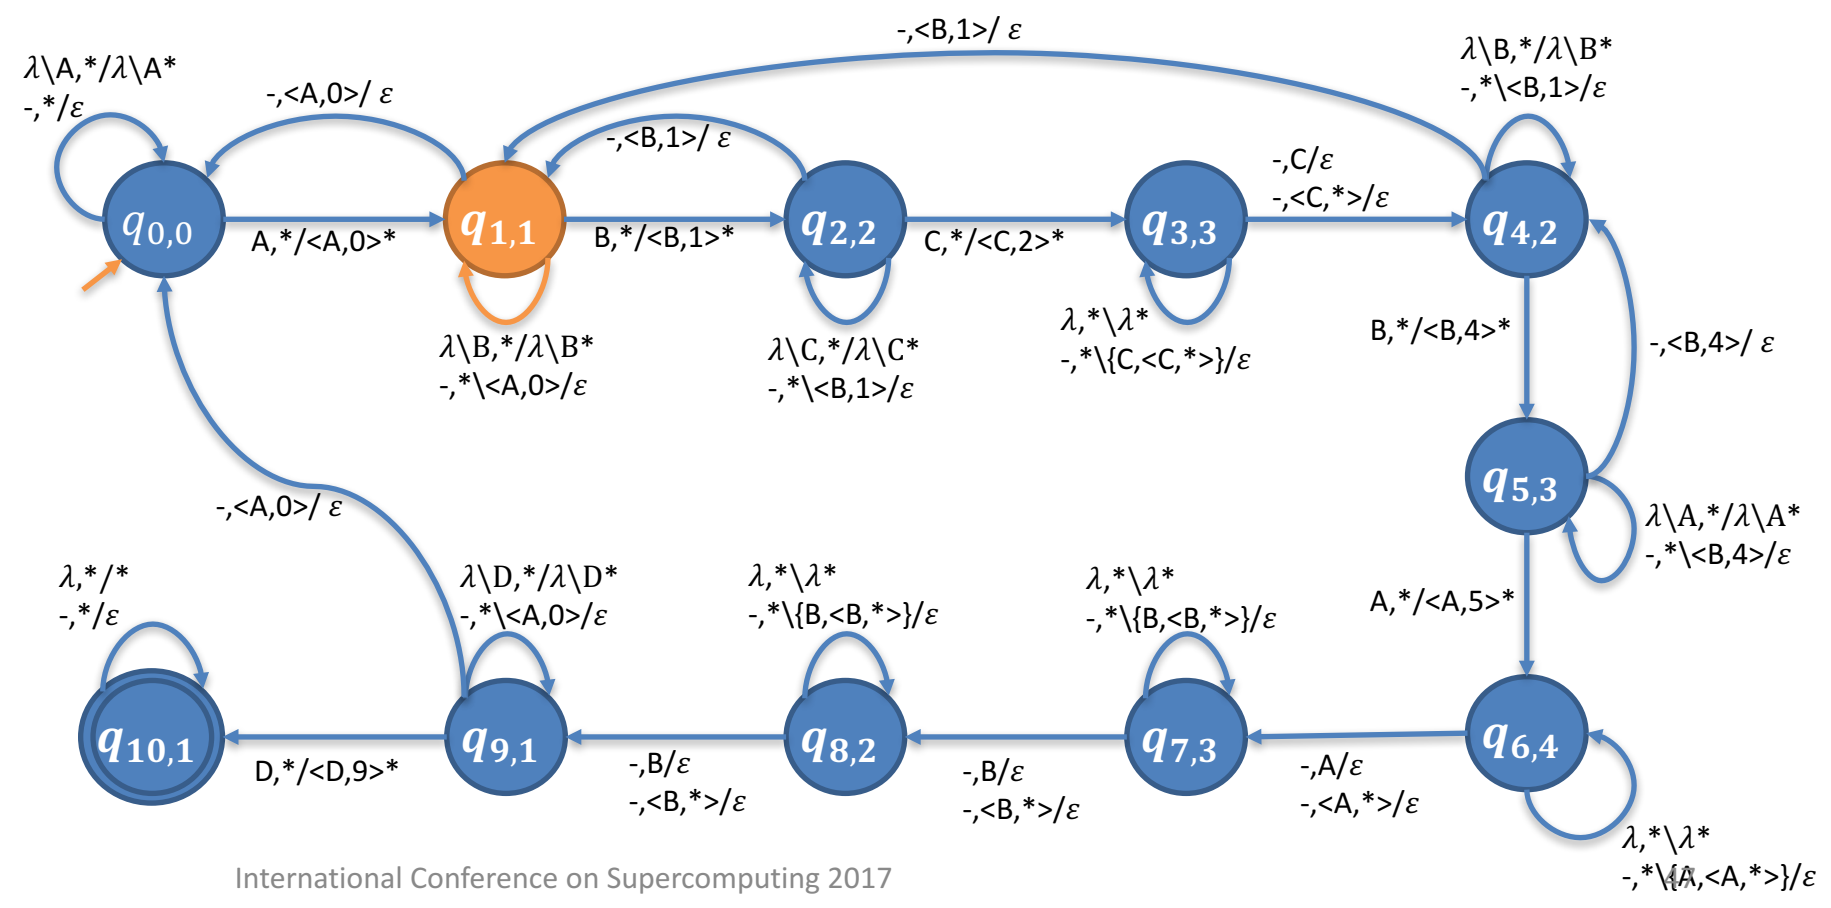 -,<B,1>/ ε
λ\A,*/λ\A*
-,*/ε
-,<A,0>/ ε
-,<B,1>/ ε
λ\B,*/λ\B*
-,*\<B,1>/ε
-,C/ε
-,<C,*>/ε
q0,0
A,*/<A,0>*
q1,1
B,*/<B,1>*
q2,2
C,*/<C,2>*
q3,3
q4,2
λ\B,*/λ\B*
-,*\<A,0>/ε
λ\C,*/λ\C*
-,*\<B,1>/ε
λ,*\λ*
-,*\{C,<C,*>}/ε
B,*/<B,4>*
-,<B,4>/ ε
q5,3
-,<A,0>/ ε
λ\A,*/λ\A*
-,*\<B,4>/ε
A,*/<A,5>*
λ,*/*
-,*/ε
λ\D,*/λ\D*
-,*\<A,0>/ε
λ,*\λ*
-,*\{B,<B,*>}/ε
λ,*\λ*
-,*\{B,<B,*>}/ε
q10,1
D,*/<D,9>*
q9,1
-,B/ε
-,<B,*>/ε
q8,2
-,B/ε
-,<B,*>/ε
q7,3
-,A/ε
-,<A,*>/ε
q6,4
λ,*\λ*
-,*\{A,<A,*>}/ε
International Conference on Supercomputing 2017
47